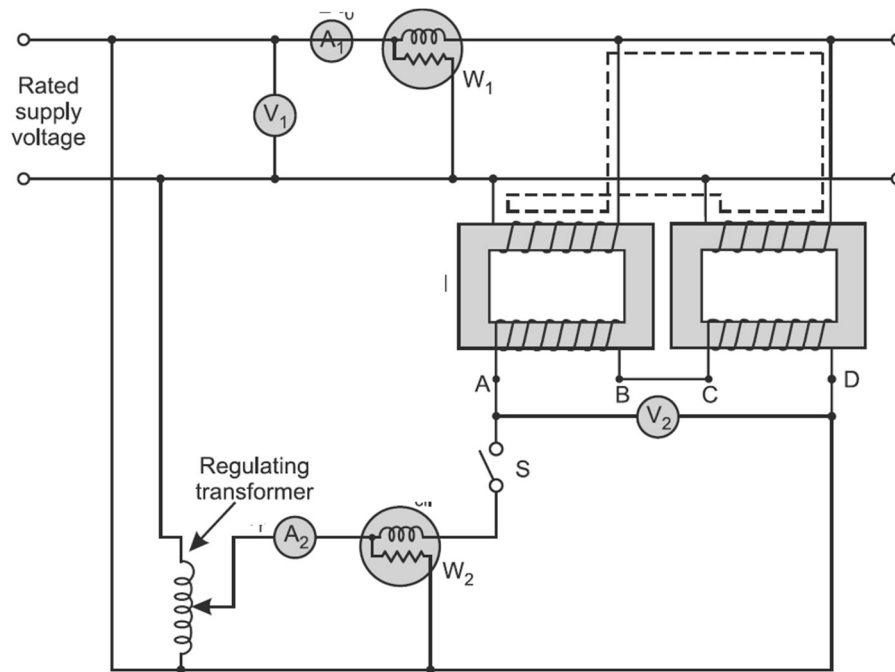 A₁
W₁
Rated
supply
voltage
V₁
A
B
C
D
V₂
S
Regulating
transformer
A₂
W₂